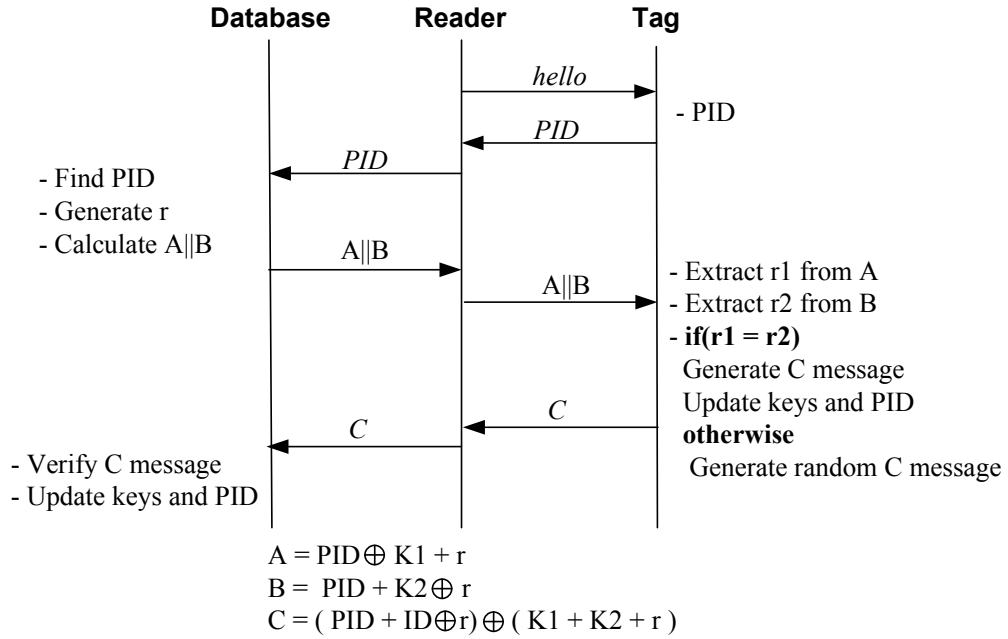 Database
Reader
Tag
hello
- PID
PID
PID
- Find PID
- Generate r
- Calculate A||B
A||B
A||B
- Extract r1 from A
- Extract r2 from B
- if(r1 = r2)
Generate C message
Update keys and PID
otherwise
Generate random C message
C
C
- Verify C message
- Update keys and PID
A = PID ⊕ K1 + r
B = PID + K2 ⊕ r
C = ( PID + ID⊕r) ⊕ ( K1 + K2 + r )